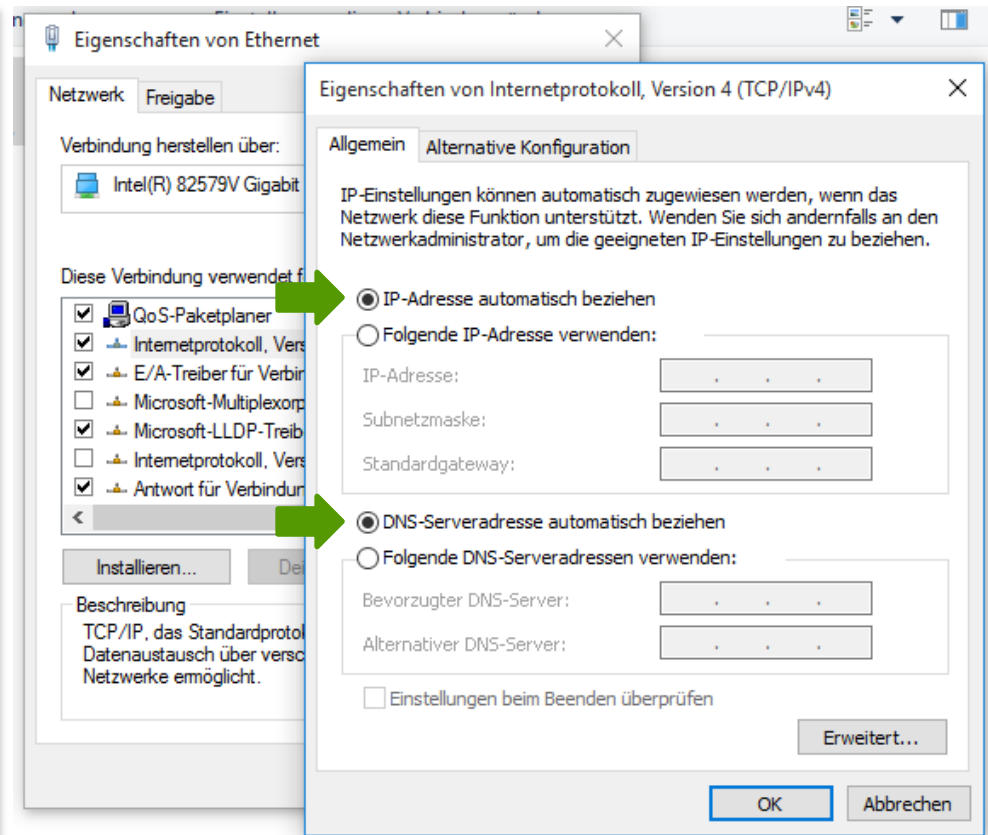 Eigenschaften von Ethernet
Netzwerk
Freigabe
Verbindung herstellen über:
Intel(R) 82579V Gigabit
Diese Verbindung verwendet f
QoS-Paketplaner
Internetprotokoll, Vers
E/A-Treiber für Verbin
Microsoft-Multiplexorp
Microsoft-LLDP-Treib
Internetprotokoll, Vers
Antwort für Verbindun
Installieren...
Dei
Beschreibung
TCP/IP, das Standardprotok
Datenaustausch über versc
Netzwerke ermöglicht.
Eigenschaften von Internetprotokoll, Version 4 (TCP/IPv4)
Allgemein
Alternative Konfiguration
IP-Einstellungen können automatisch zugewiesen werden, wenn das
Netzwerk diese Funktion unterstützt. Wenden Sie sich andernfalls an den
Netzwerkadministrator, um die geeigneten IP-Einstellungen zu beziehen.
IP-Adresse automatisch beziehen
Folgende IP-Adresse verwenden:
IP-Adresse:
Subnetzmaske:
Standardgateway:
DNS-Serveradresse automatisch beziehen
Folgende DNS-Serveradressen verwenden:
Bevorzugter DNS-Server:
Alternativer DNS-Server:
Einstellungen beim Beenden überprüfen
Erweitert...
OK
Abbrechen